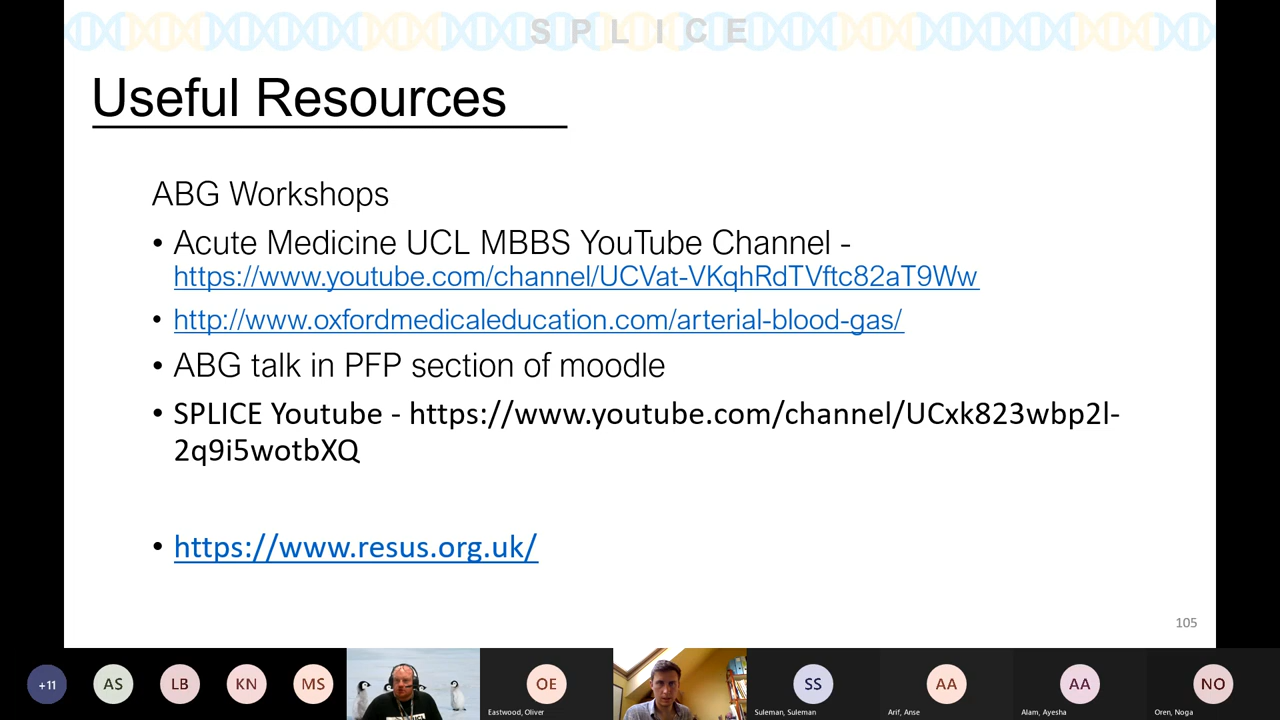 S P L I C E
Useful Resources
ABG Workshops
• Acute Medicine UCL MBBS YouTube Channel -
https://www.youtube.com/channel/UCVat-VKqhRdTVftc82aT9Ww
• http://www.oxfordmedicaleducation.com/arterial-blood-gas/
• ABG talk in PFP section of moodle
• SPLICE Youtube - https://www.youtube.com/channel/UCxk823wbp2l-
2q9i5wotbXQ
• https://www.resus.org.uk/
105
+11 AS LB KN MS OE SS AA AA NO
Eastwood, Oliver Suleman, Suleman Arif, Anse Alam, Ayesha Oren, Noga